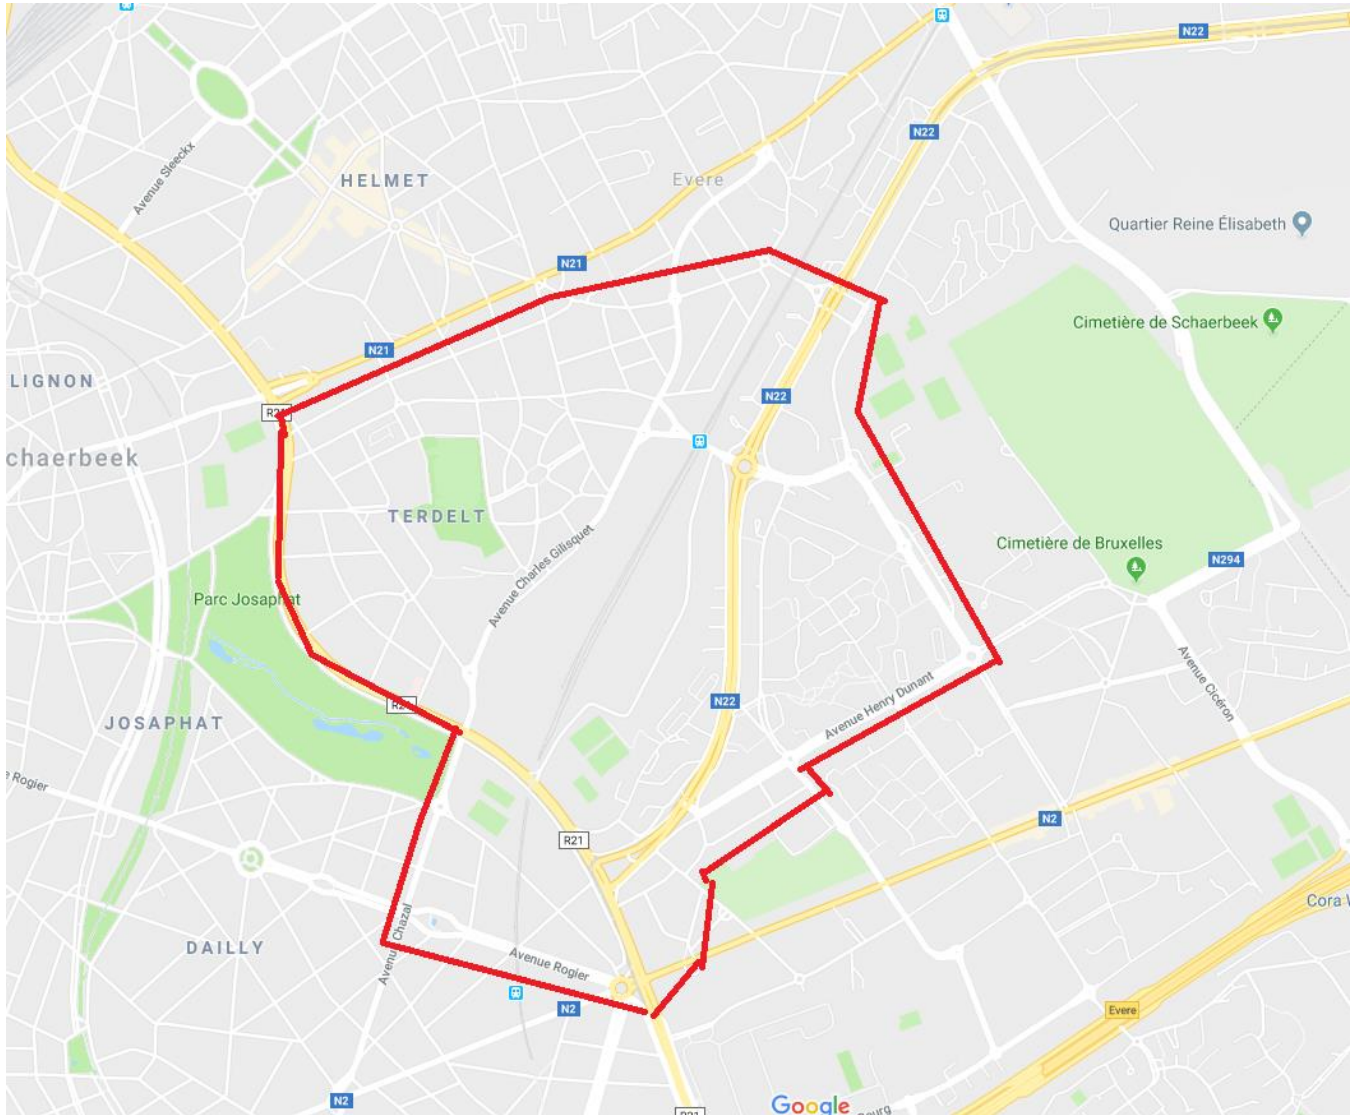 N22
N22
Avenue Sleeckx
HELMET
Evere
Quartier Reine Élisabeth
N21
Cimetière de Schaerbeek
N21
LIGNON
N22
chaerbeek
TERDELT
Avenue Charles Gilisquet
Cimetière de Bruxelles
N294
Parc Josaphat
Avenue Henry Dunant
Avenue Cicéron
N22
JOSAPHAT
e Rogier
N2
R21
Cora
DAILLY
Chazal
Avenue Rogier
N2
Evere
N2
Google
ourg
R21